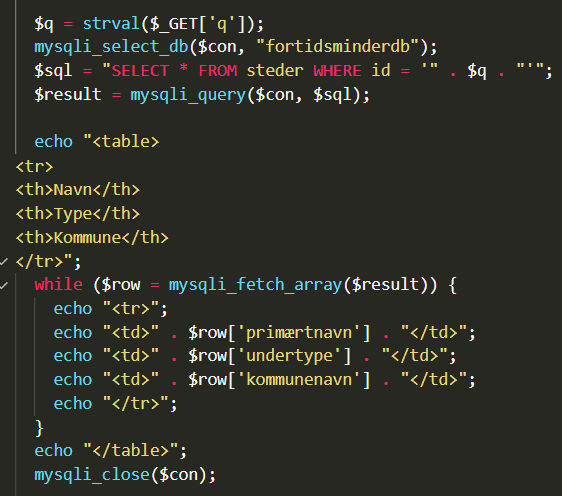 $q = strval($_GET['q']);
mysqli_select_db($con, "fortidsminderdb");
$sql = "SELECT * FROM steder WHERE id = '" . $q . "'";
$result = mysqli_query($con, $sql);
echo "<table>
<tr>
<th>Navn</th>
<th>Type</th>
<th>Kommune</th>
</tr>";
while ($row = mysqli_fetch_array($result)) {
echo "<tr>";
echo "<td>" . $row['primærtnavn'] . "</td>";
echo "<td>" . $row['undertype'] . "</td>";
echo "<td>" . $row['kommunenavn'] . "</td>";
echo "</tr>";
}
echo "</table>";
mysqli_close($con);